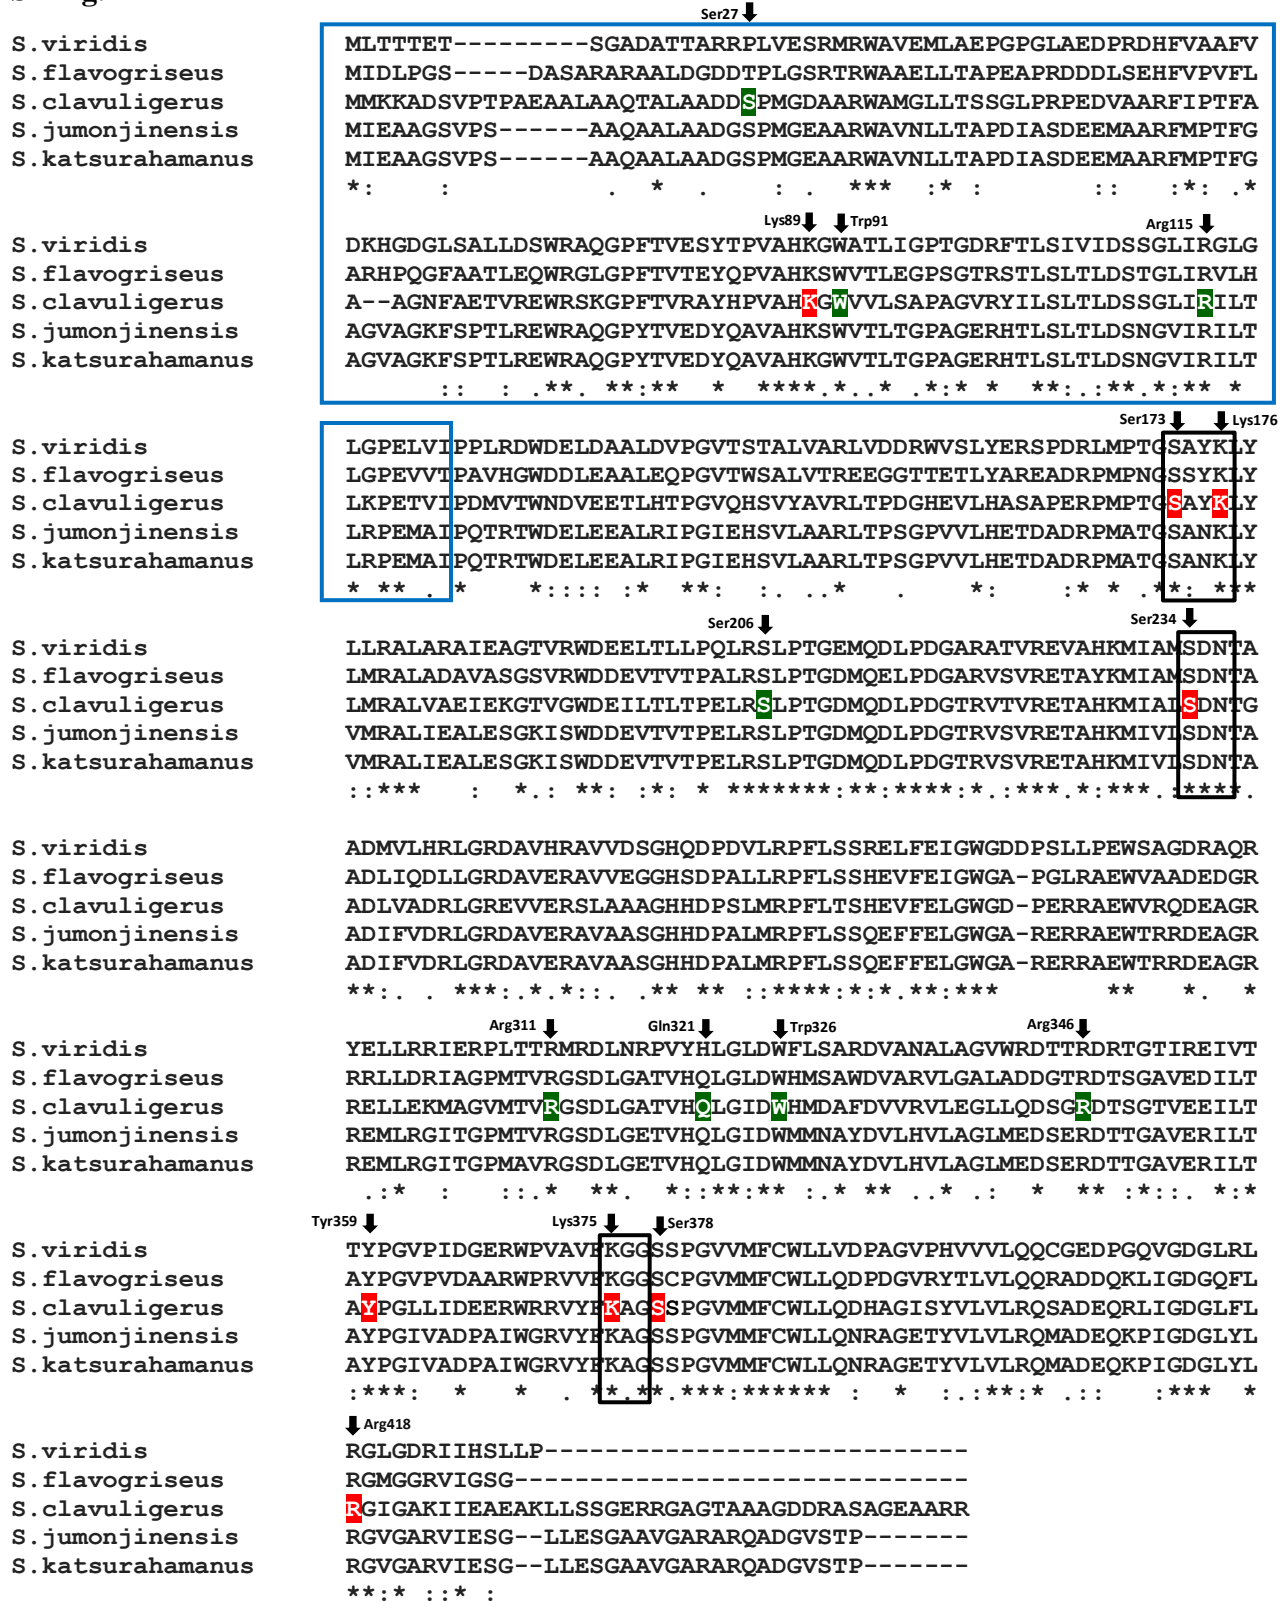 Ser27
S.viridis MLTTTET---------SGADATTARRPLVESRMRWAVEMLAEPGPGLAEDPRDHFVAAFV
S.flavogriseus MIDLPGS-----DASARARAALDGDDTPLGSRTRWAAELLTAPEAPRDDDLSEHFVPVFL
S.clavuligerus MMKKADSVPTPAEAALAAQTALAADDSPMGDAARWAMGLLTSSGLPRPEDVAARFIPTFA
S.jumonjinensis MIEAAGSVPS------AAQAALAADGSPMGEAARWAVNLLTAPDIASDEEMAARFMPTFG
S.katsurahamanus MIEAAGSVPS------AAQAALAADGSPMGEAARWAVNLLTAPDIASDEEMAARFMPTFG
*: : . * . : . *** :* : :: :*: .*
Lys89 Trp91 Arg115
S.viridis DKHGDGLSALLDSWRAQGPFTVESYTPVAHKGWATLIGPTGDRFTLSIVIDSSGLIRGLG
S.flavogriseus ARHPQGFAATLEQWRGLGPFTVTEYQPVAHKSWVTLEGPSGTRSTLSLTLDSTGLIRVLH
S.clavuligerus A--AGNFAETVREWRSKGPFTVRAYHPVAHKGWVVLSAPAGVRYILSLTLDSSGLIRILT
S.jumonjinensis AGVAGKFSPTLREWRAQGPYTVEDYQAVAHKSWVTLTGPAGERHTLSLTLDSNGVIRILT
S.katsurahamanus AGVAGKFSPTLREWRAQGPYTVEDYQAVAHKGWVTLTGPAGERHTLSLTLDSNGVIRILT
:: : .**. **:** * ****.*..* .*:* * **:.:**.*:** *
Ser173 Lys176
S.viridis LGPELVIPPLRDWDELDAALDVPGVTSTALVARLVDDRWVSLYERSPDRLMPTGSAYKLY
S.flavogriseus LGPEVVTPAVHGWDDLEAALEQPGVTWSALVTREEGGTTETLYAREADRPMPNGSSYKLY
S.clavuligerus LKPETVIPDMVTWNDVEETLHTPGVQHSVYAVRLTPDGHEVLHASAPERPMPTGSAYKLY
S.jumonjinensis LRPEMAIPQTRTWDELEEALRIPGIEHSVLAARLTPSGPVVLHETDADRPMATGSANKLY
S.katsurahamanus LRPEMAIPQTRTWDELEEALRIPGIEHSVLAARLTPSGPVVLHETDADRPMATGSANKLY
* ** . * *:::: :* **: :. ..* . *: :* * .**: ***
Ser206 Ser234
S.viridis LLRALARAIEAGTVRWDEELTLLPQLRSLPTGEMQDLPDGARATVREVAHKMIAMSDNTA
S.flavogriseus LMRALADAVASGSVRWDDEVTVTPALRSLPTGDMQELPDGARVSVRETAYKMIAMSDNTA
S.clavuligerus LMRALVAEIEKGTVGWDEILTLTPELRSLPTGDMQDLPDGTRVTVRETAHKMIALSDNTG
S.jumonjinensis VMRALIEALESGKISWDDEVTVTPELRSLPTGDMQDLPDGTRVSVRETAHKMIVLSDNTA
S.katsurahamanus VMRALIEALESGKISWDDEVTVTPELRSLPTGDMQDLPDGTRVSVRETAHKMIVLSDNTA
::*** : *.: **: :*: * *******:**:****:*.:***.*:***.:****.
S.viridis ADMVLHRLGRDAVHRAVVDSGHQDPDVLRPFLSSRELFEIGWGDDPSLLPEWSAGDRAQR
S.flavogriseus ADLIQDLLGRDAVERAVVEGGHSDPALLRPFLSSHEVFEIGWGA-PGLRAEWVAADEDGR
S.clavuligerus ADLVADRLGREVVERSLAAAGHHDPSLMRPFLTSHEVFELGWGD-PERRAEWVRQDEAGR
S.jumonjinensis ADIFVDRLGRDAVERAVAASGHHDPALMRPFLSSQEFFELGWGA-RERRAEWTRRDEAGR
S.katsurahamanus ADIFVDRLGRDAVERAVAASGHHDPALMRPFLSSQEFFELGWGA-RERRAEWTRRDEAGR
**:. . ***:.*.*::. .** ** ::****:*:*.**:*** ** *. *
Arg311 Gln321 Trp326 Arg346
S.viridis YELLRRIERPLTTRMRDLNRPVYHLGLDWFLSARDVANALAGVWRDTTRDRTGTIREIVT
S.flavogriseus RRLLDRIAGPMTVRGSDLGATVHQLGLDWHMSAWDVARVLGALADDGTRDTSGAVEDILT
S.clavuligerus RELLEKMAGVMTVRGSDLGATVHQLGIDWHMDAFDVVRVLEGLLQDSGRDTSGTVEEILT
S.jumonjinensis REMLRGITGPMTVRGSDLGETVHQLGIDWMMNAYDVLHVLAGLMEDSERDTTGAVERILT
S.katsurahamanus REMLRGITGPMAVRGSDLGETVHQLGIDWMMNAYDVLHVLAGLMEDSERDTTGAVERILT
.:* : ::.* **. *::**:** :.* ** ..* .: * ** :*::. *:*
Tyr359 Lys375 Ser378
S.viridis TYPGVPIDGERWPVAVFKGGSSPGVVMFCWLLVDPAGVPHVVVLQQCGEDPGQVGDGLRL
S.flavogriseus AYPGVPVDAARWPRVVFKGGSCPGVMMFCWLLQDPDGVRYTLVLQQRADDQKLIGDGQFL
S.clavuligerus AYPGLLIDEERWRRVYFKAGSSPGVMMFCWLLQDHAGISYVLVLRQSADEQRLIGDGLFL
S.jumonjinensis AYPGIVADPAIWGRVYFKAGSSPGVMMFCWLLQNRAGETYVLVLRQMADEQKPIGDGLYL
S.katsurahamanus AYPGIVADPAIWGRVYFKAGSSPGVMMFCWLLQNRAGETYVLVLRQMADEQKPIGDGLYL
:***: * * . **.**.***:******* : * :.:**:* .:: :*** *
Arg418
S.viridis RGLGDRIIHSLLP------------------------------
S.flavogriseus RGMGGRVIGSG--------------------------------
S.clavuligerus RGIGAKIIEAEAKLLSSGERRGAGTAAAGDDRASAGEAARR
S.jumonjinensis RGVGARVIESG--LLESGAAVGARARQADGVSTP-------
S.katsurahamanus RGVGARVIESG--LLESGAAVGARARQADGVSTP-------
**:* ::* :